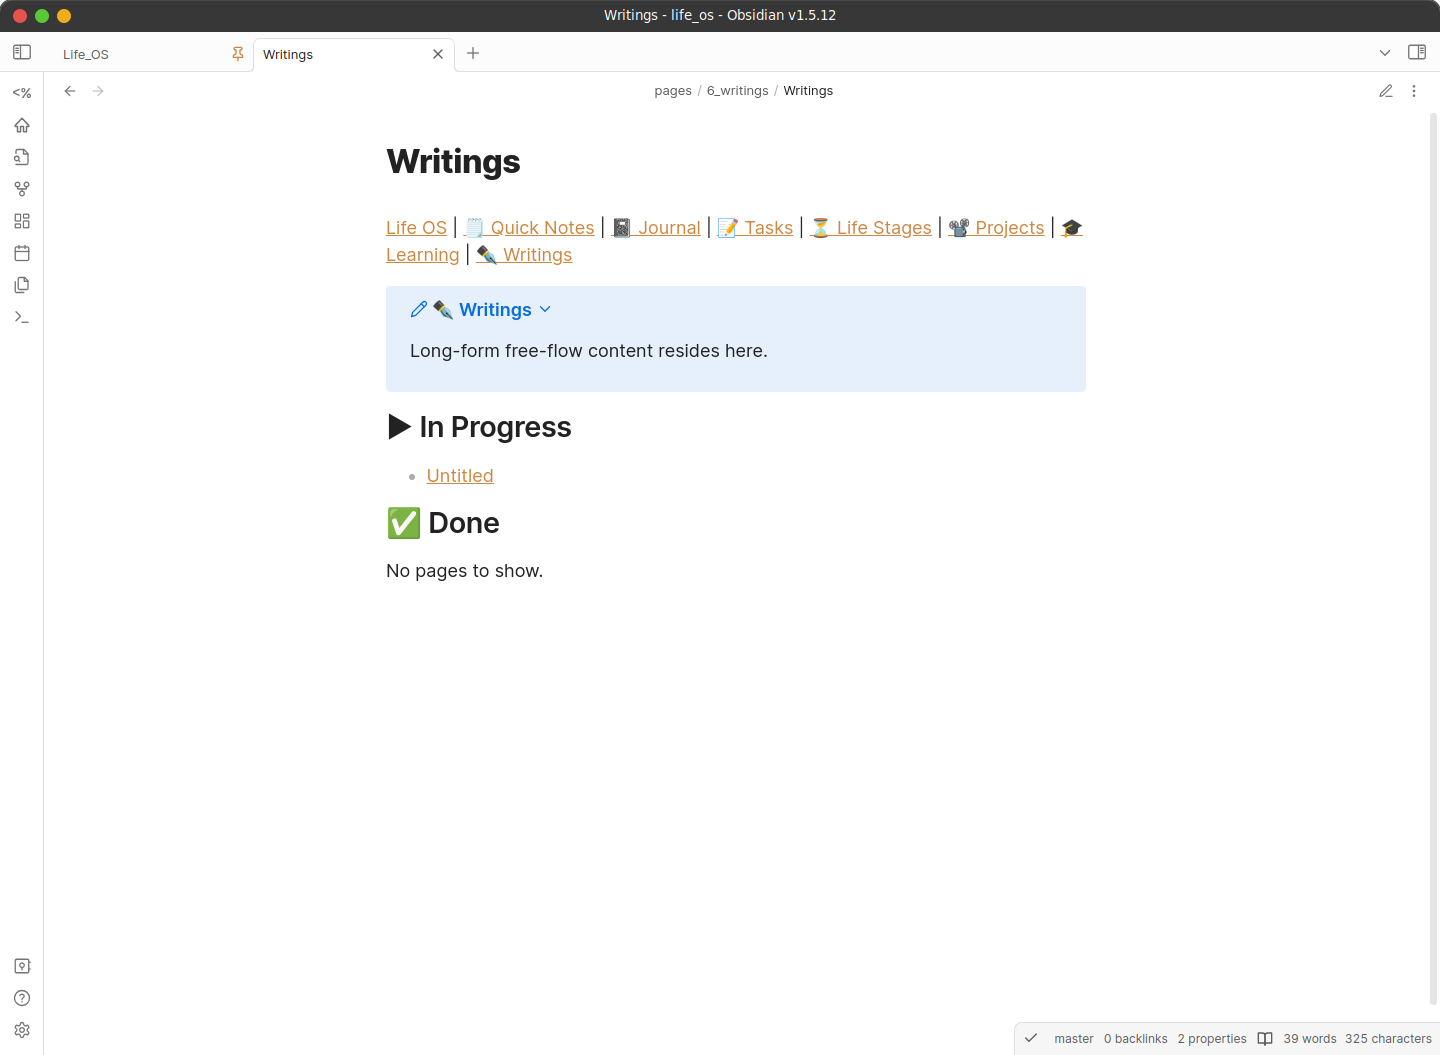 Writings - life_os - Obsidian v1.5.12
Life_OS
Writings
<%
pages / 6_writings / Writings
Writings
Life OS | 🗒️ Quick Notes | 📓 Journal | 📝 Tasks | ⏳ Life Stages | 📽️ Projects | 🎓
Learning | ✒️ Writings
✒️ Writings
Long-form free-flow content resides here.
▶ In Progress
Untitled
✅ Done
No pages to show.
master 0 backlinks 2 properties 39 words 325 characters